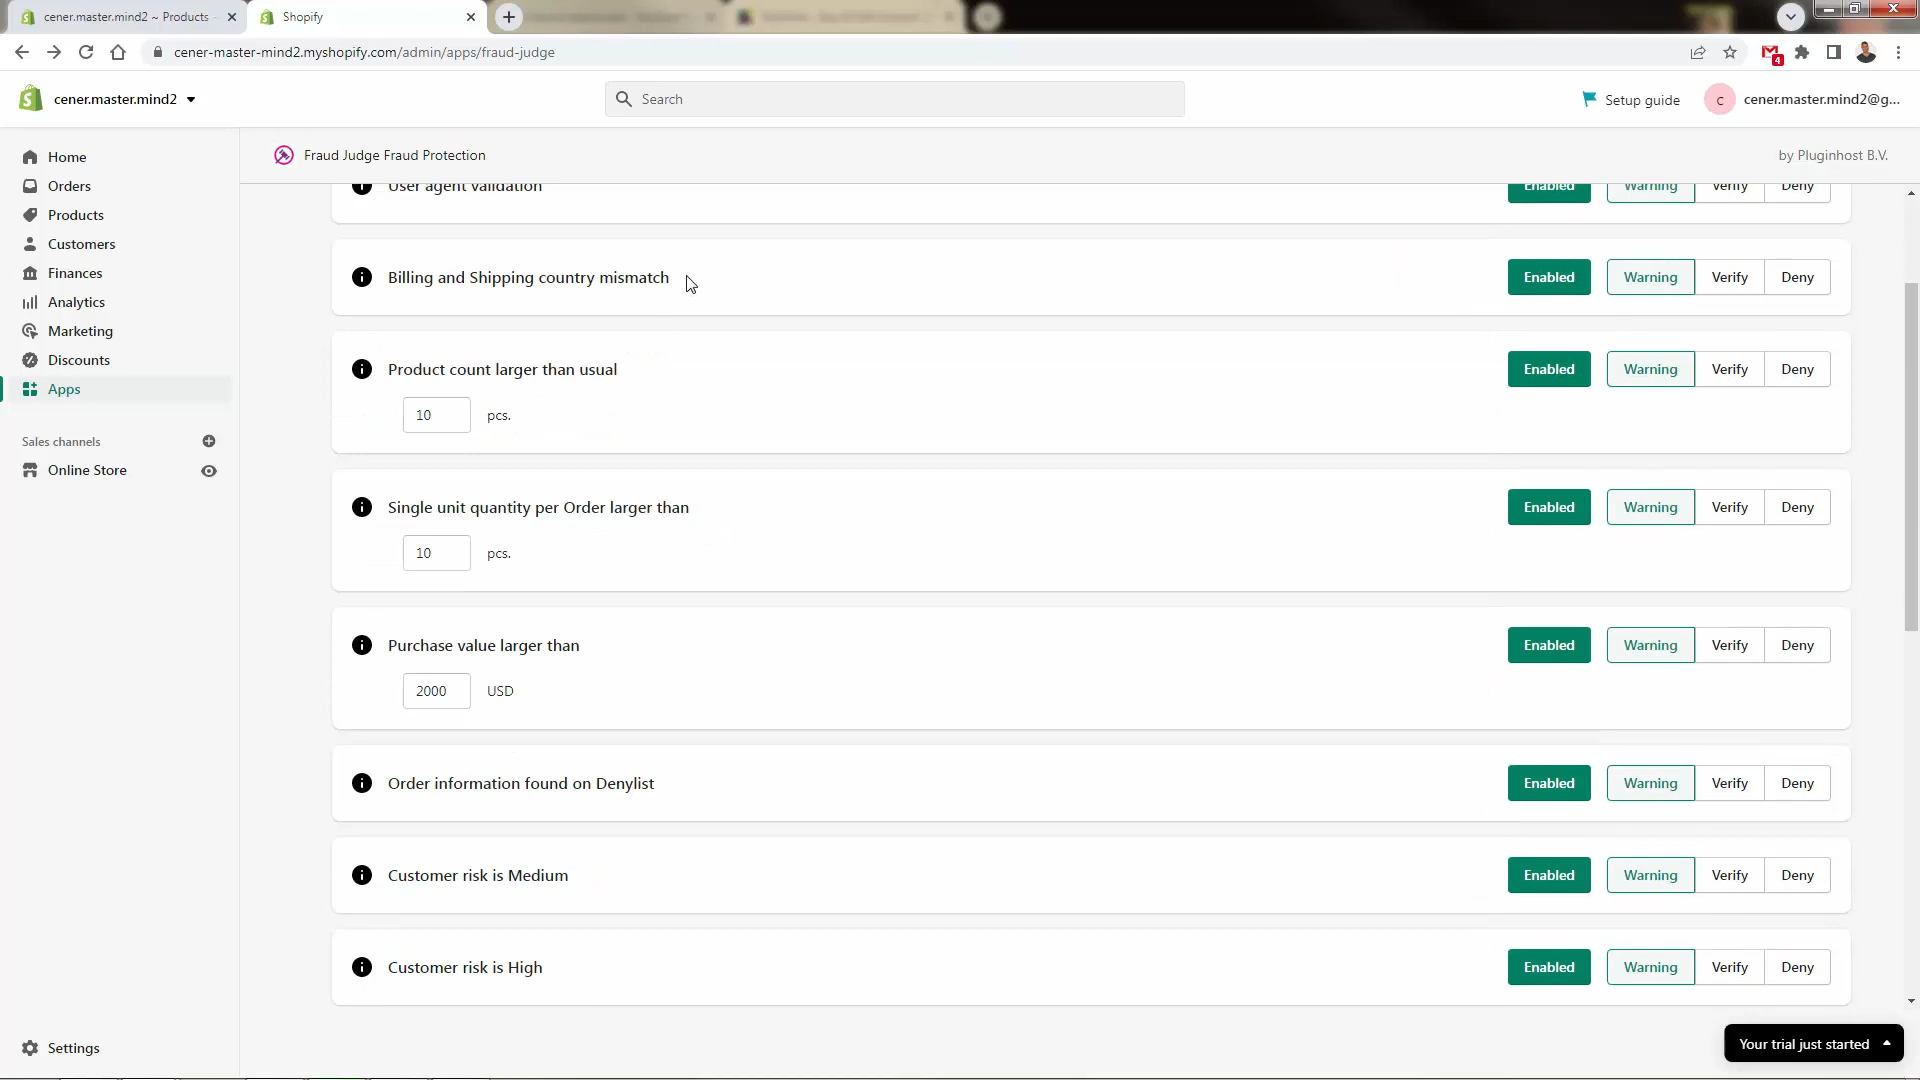 cener.master.mind2 ~ Products
Shopify
cener-master-mind2.myshopify.com/admin/apps/fraud-judge
4
cener.master.mind2
Search
Setup guide
c
cener.master.mind2@g...
Fraud Judge Fraud Protection
by Pluginhost B.V.
Home
Orders
Products
Customers
Finances
Analytics
Marketing
Discounts
Apps
Sales channels
Online Store
Settings
User agent validation
Enabled Warning Verify Deny
Billing and Shipping country mismatch
Enabled Warning Verify Deny
Product count larger than usual
Enabled Warning Verify Deny
10 pcs.
Single unit quantity per Order larger than
Enabled Warning Verify Deny
10 pcs.
Purchase value larger than
Enabled Warning Verify Deny
2000 USD
Order information found on Denylist
Enabled Warning Verify Deny
Customer risk is Medium
Enabled Warning Verify Deny
Customer risk is High
Enabled Warning Verify Deny
Your trial just started